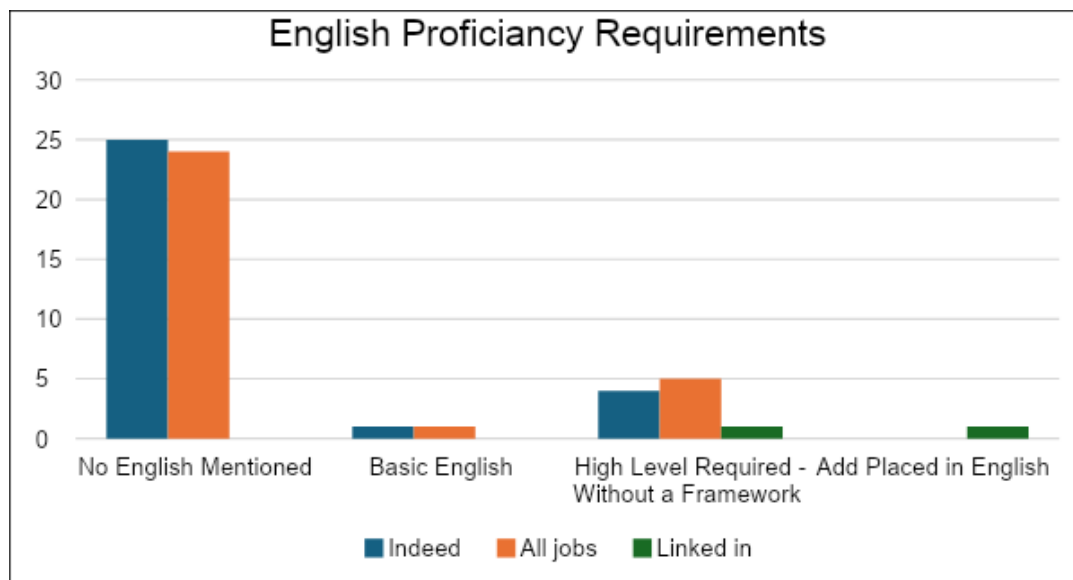 English Proficiancy Requirements
30
25
20
15
10
5
0
No English Mentioned
Basic English
High Level Required -
Without a Framework
Add Placed in English
Indeed
All jobs
Linked in